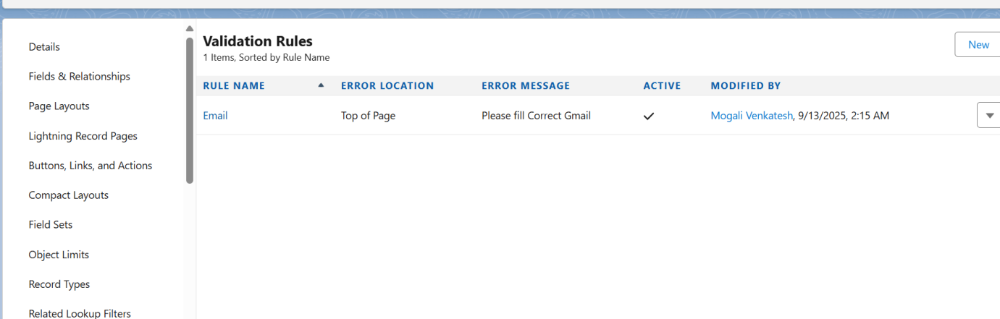 Details
Fields & Relationships
Page Layouts
Lightning Record Pages
Buttons, Links, and Actions
Compact Layouts
Field Sets
Object Limits
Record Types
Related Lookup Filters
Validation Rules
1 Items, Sorted by Rule Name
New
RULE NAME ERROR LOCATION ERROR MESSAGE ACTIVE MODIFIED BY
Email Top of Page Please fill Correct Gmail Mogali Venkatesh, 9/13/2025, 2:15 AM